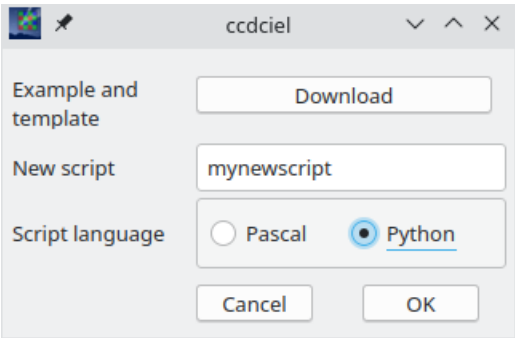 ccdciel
Example and
template
Download
New script
mynewscript
Script language
Pascal
Python
Cancel
OK